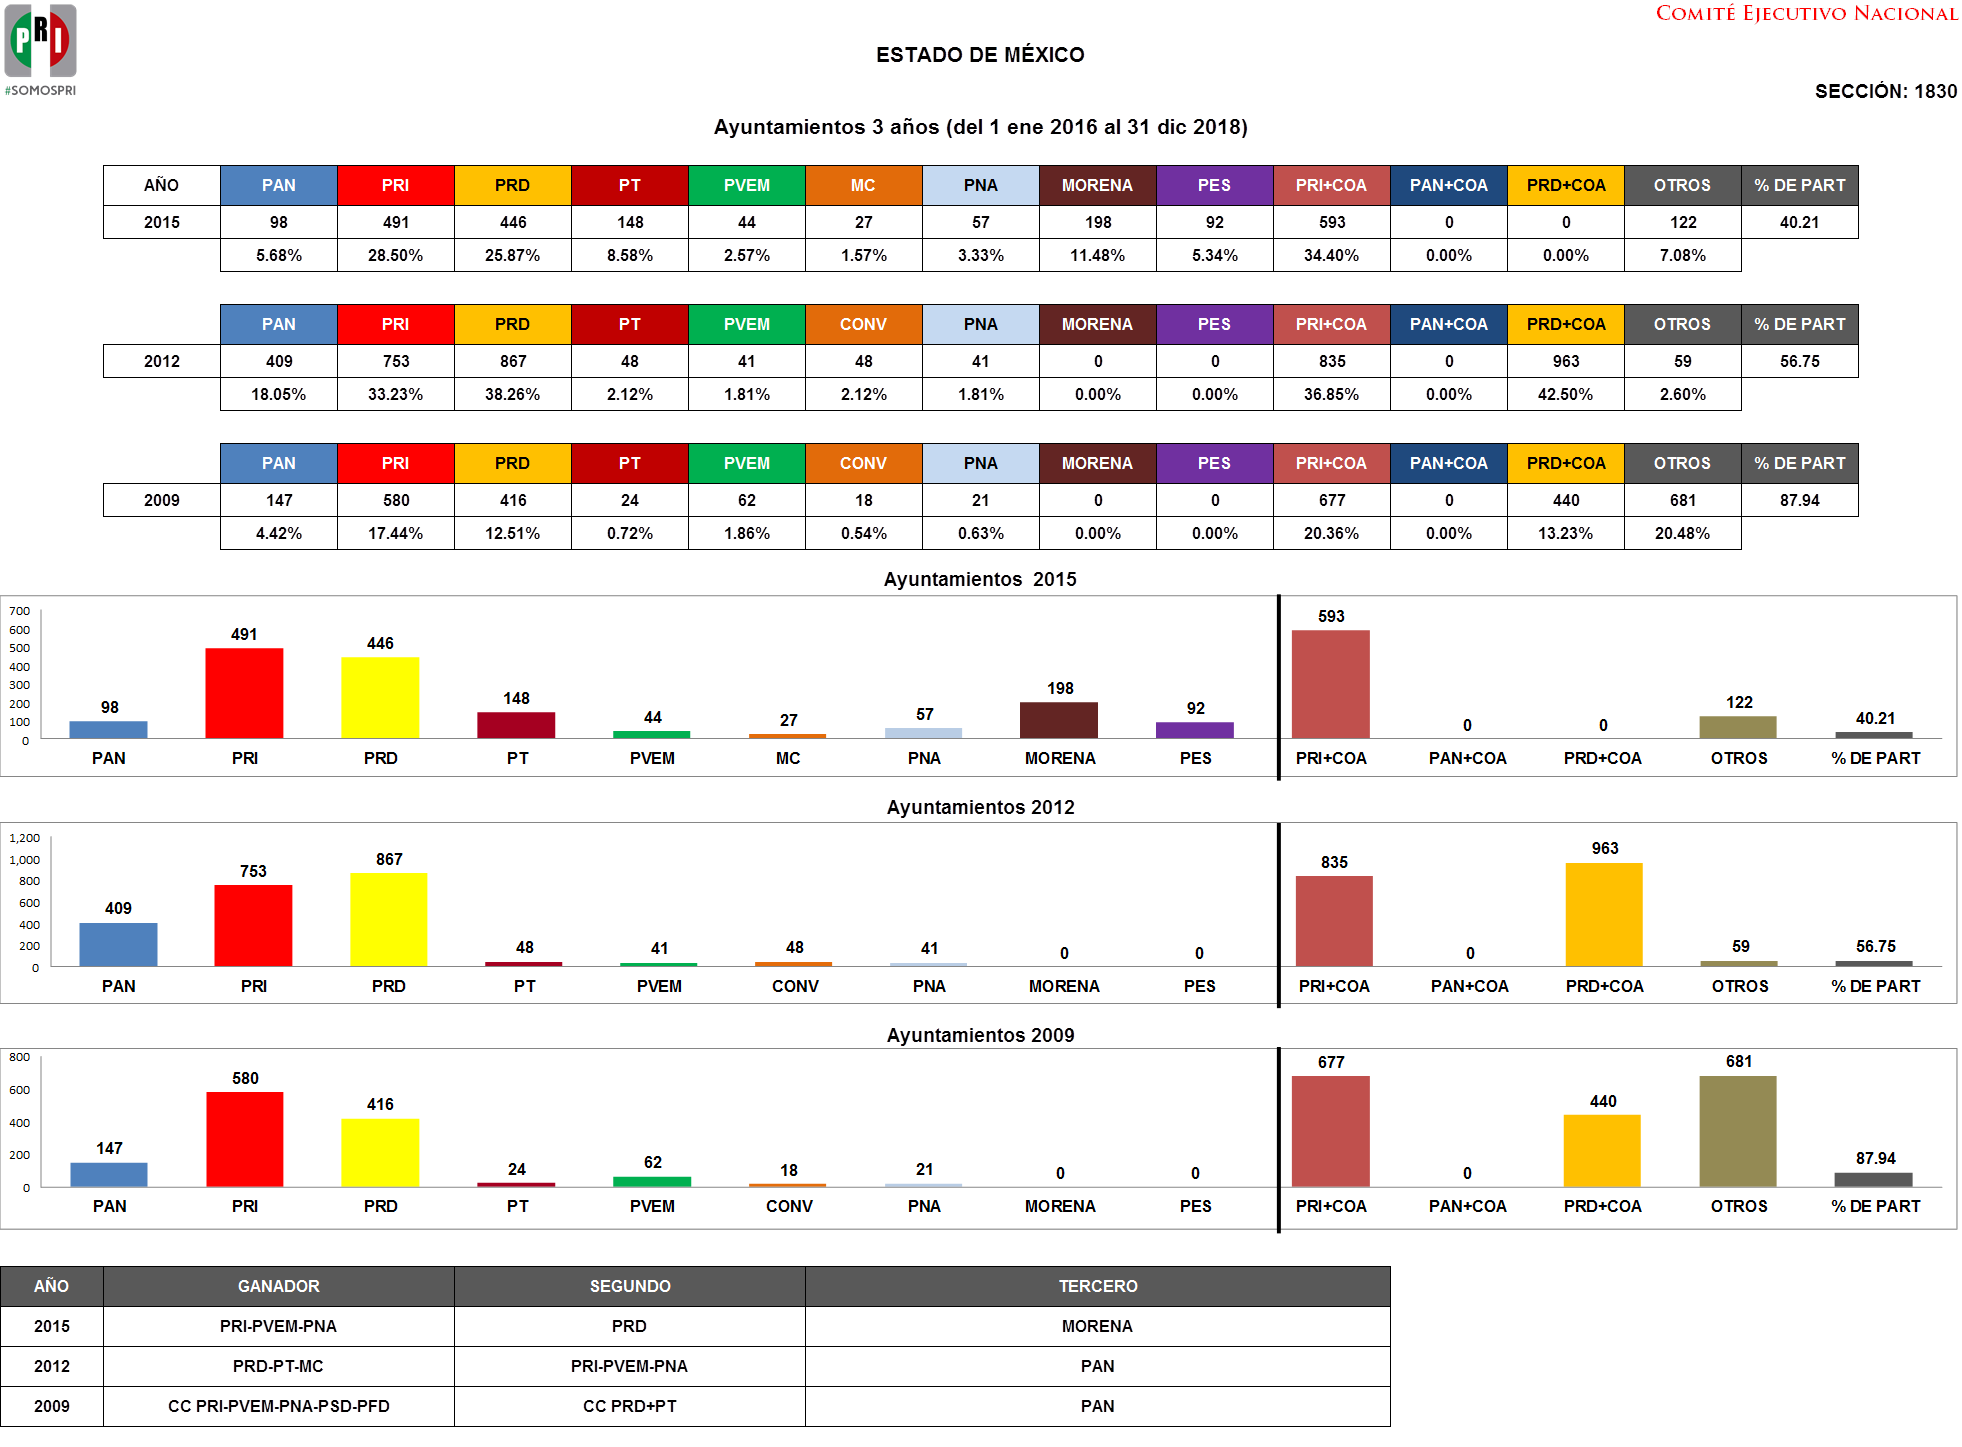 PRI
#SOMOSPRI
COMITÉ EJECUTIVO NACIONAL
ESTADO DE MÉXICO
SECCIÓN: 1830
Ayuntamientos 3 años (del 1 ene 2016 al 31 dic 2018)
AÑO PAN PRI PRD PT PVEM MC PNA MORENA PES PRI+COA PAN+COA PRD+COA OTROS % DE PART
2015 98 491 446 148 44 27 57 198 92 593 0 0 122 40.21
5.68% 28.50% 25.87% 8.58% 2.57% 1.57% 3.33% 11.48% 5.34% 34.40% 0.00% 0.00% 7.08%
PAN PRI PRD PT PVEM CONV PNA MORENA PES PRI+COA PAN+COA PRD+COA OTROS % DE PART
2012 409 753 867 48 41 48 41 0 0 835 0 963 59 56.75
18.05% 33.23% 38.26% 2.12% 1.81% 2.12% 1.81% 0.00% 0.00% 36.85% 0.00% 42.50% 2.60%
PAN PRI PRD PT PVEM CONV PNA MORENA PES PRI+COA PAN+COA PRD+COA OTROS % DE PART
2009 147 580 416 24 62 18 21 0 0 677 0 440 681 87.94
4.42% 17.44% 12.51% 0.72% 1.86% 0.54% 0.63% 0.00% 0.00% 20.36% 0.00% 13.23% 20.48%
Ayuntamientos 2015
700
600
500
400
300
200
100
0
98 491 446 148 44 27 57 198 92 593 0 0 122 40.21
PAN PRI PRD PT PVEM MC PNA MORENA PES PRI+COA PAN+COA PRD+COA OTROS % DE PART
Ayuntamientos 2012
1,200
1,000
800
600
400
200
0
409 753 867 48 41 48 41 0 0 835 0 963 59 56.75
PAN PRI PRD PT PVEM CONV PNA MORENA PES PRI+COA PAN+COA PRD+COA OTROS % DE PART
Ayuntamientos 2009
800
600
400
200
0
147 580 416 24 62 18 21 0 0 677 0 440 681 87.94
PAN PRI PRD PT PVEM CONV PNA MORENA PES PRI+COA PAN+COA PRD+COA OTROS % DE PART
AÑO GANADOR SEGUNDO TERCERO
2015 PRI-PVEM-PNA PRD MORENA
2012 PRD-PT-MC PRI-PVEM-PNA PAN
2009 CC PRI-PVEM-PNA-PSD-PFD CC PRD+PT PAN